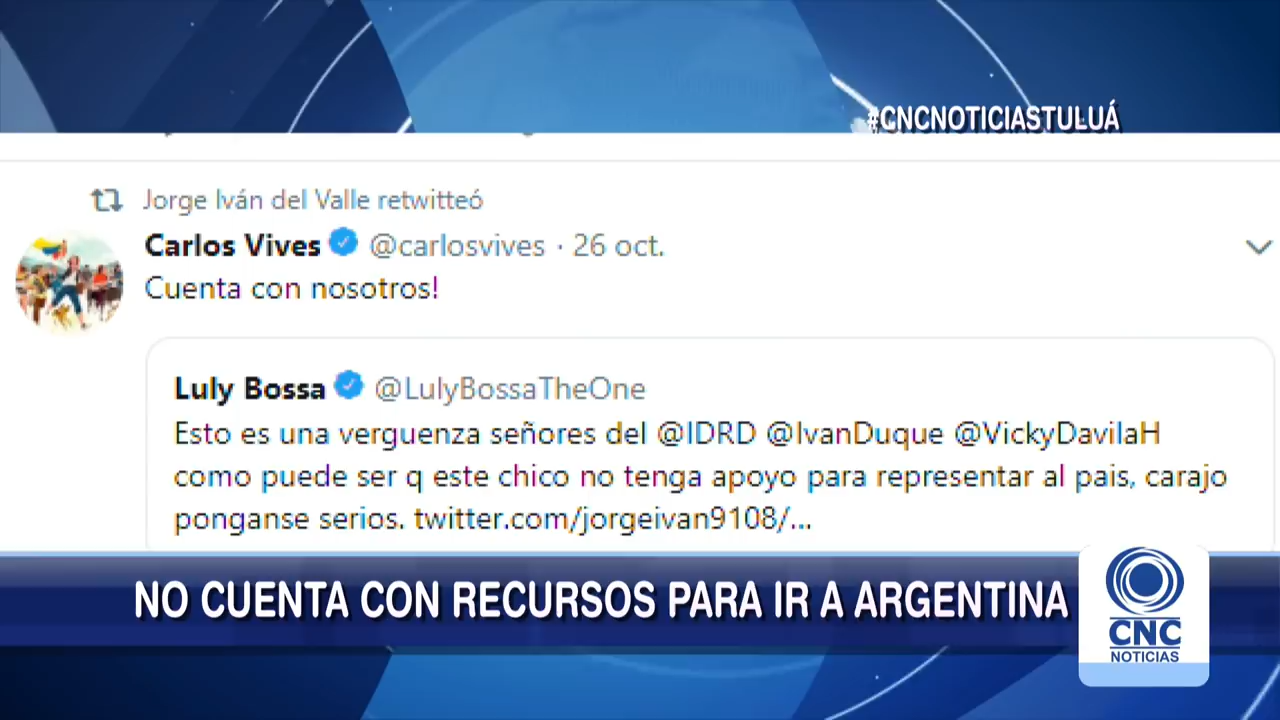 #CNCNOTICIASTULUÁ
Jorge Iván del Valle retwitteó
Carlos Vives @carlosvives · 26 oct.
Cuenta con nosotros!
Luly Bossa @LulyBossaTheOne
Esto es una verguenza señores del @IDRD @IvanDuque @VickyDavilaH
como puede ser q este chico no tenga apoyo para representar al pais, carajo
ponganse serios. twitter.com/jorgeivan9108/...
NO CUENTA CON RECURSOS PARA IR A ARGENTINA
CNC
NOTICIAS